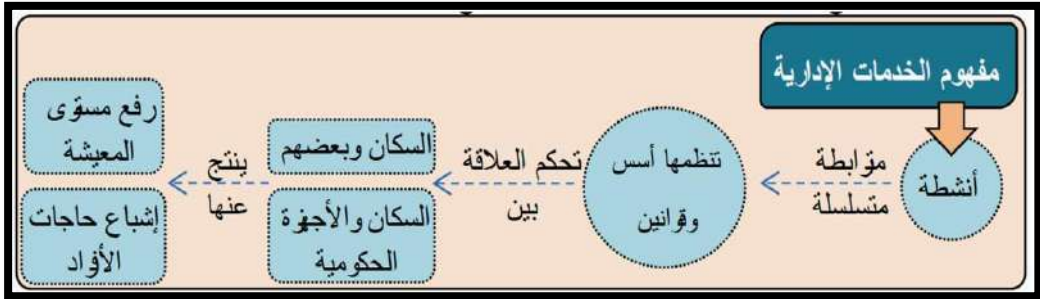 مفهوم الخدمات الإدارية
أنشطة
مترابطة
متسلسلة
تنظمها أسس
وقوانين
تحكم العلاقة
بين
السكان وبعضهم
السكان والأجهزة
الحكومية
ينتج
عنها
رفع مستوى
المعيشة
إشباع حاجات
الأفراد